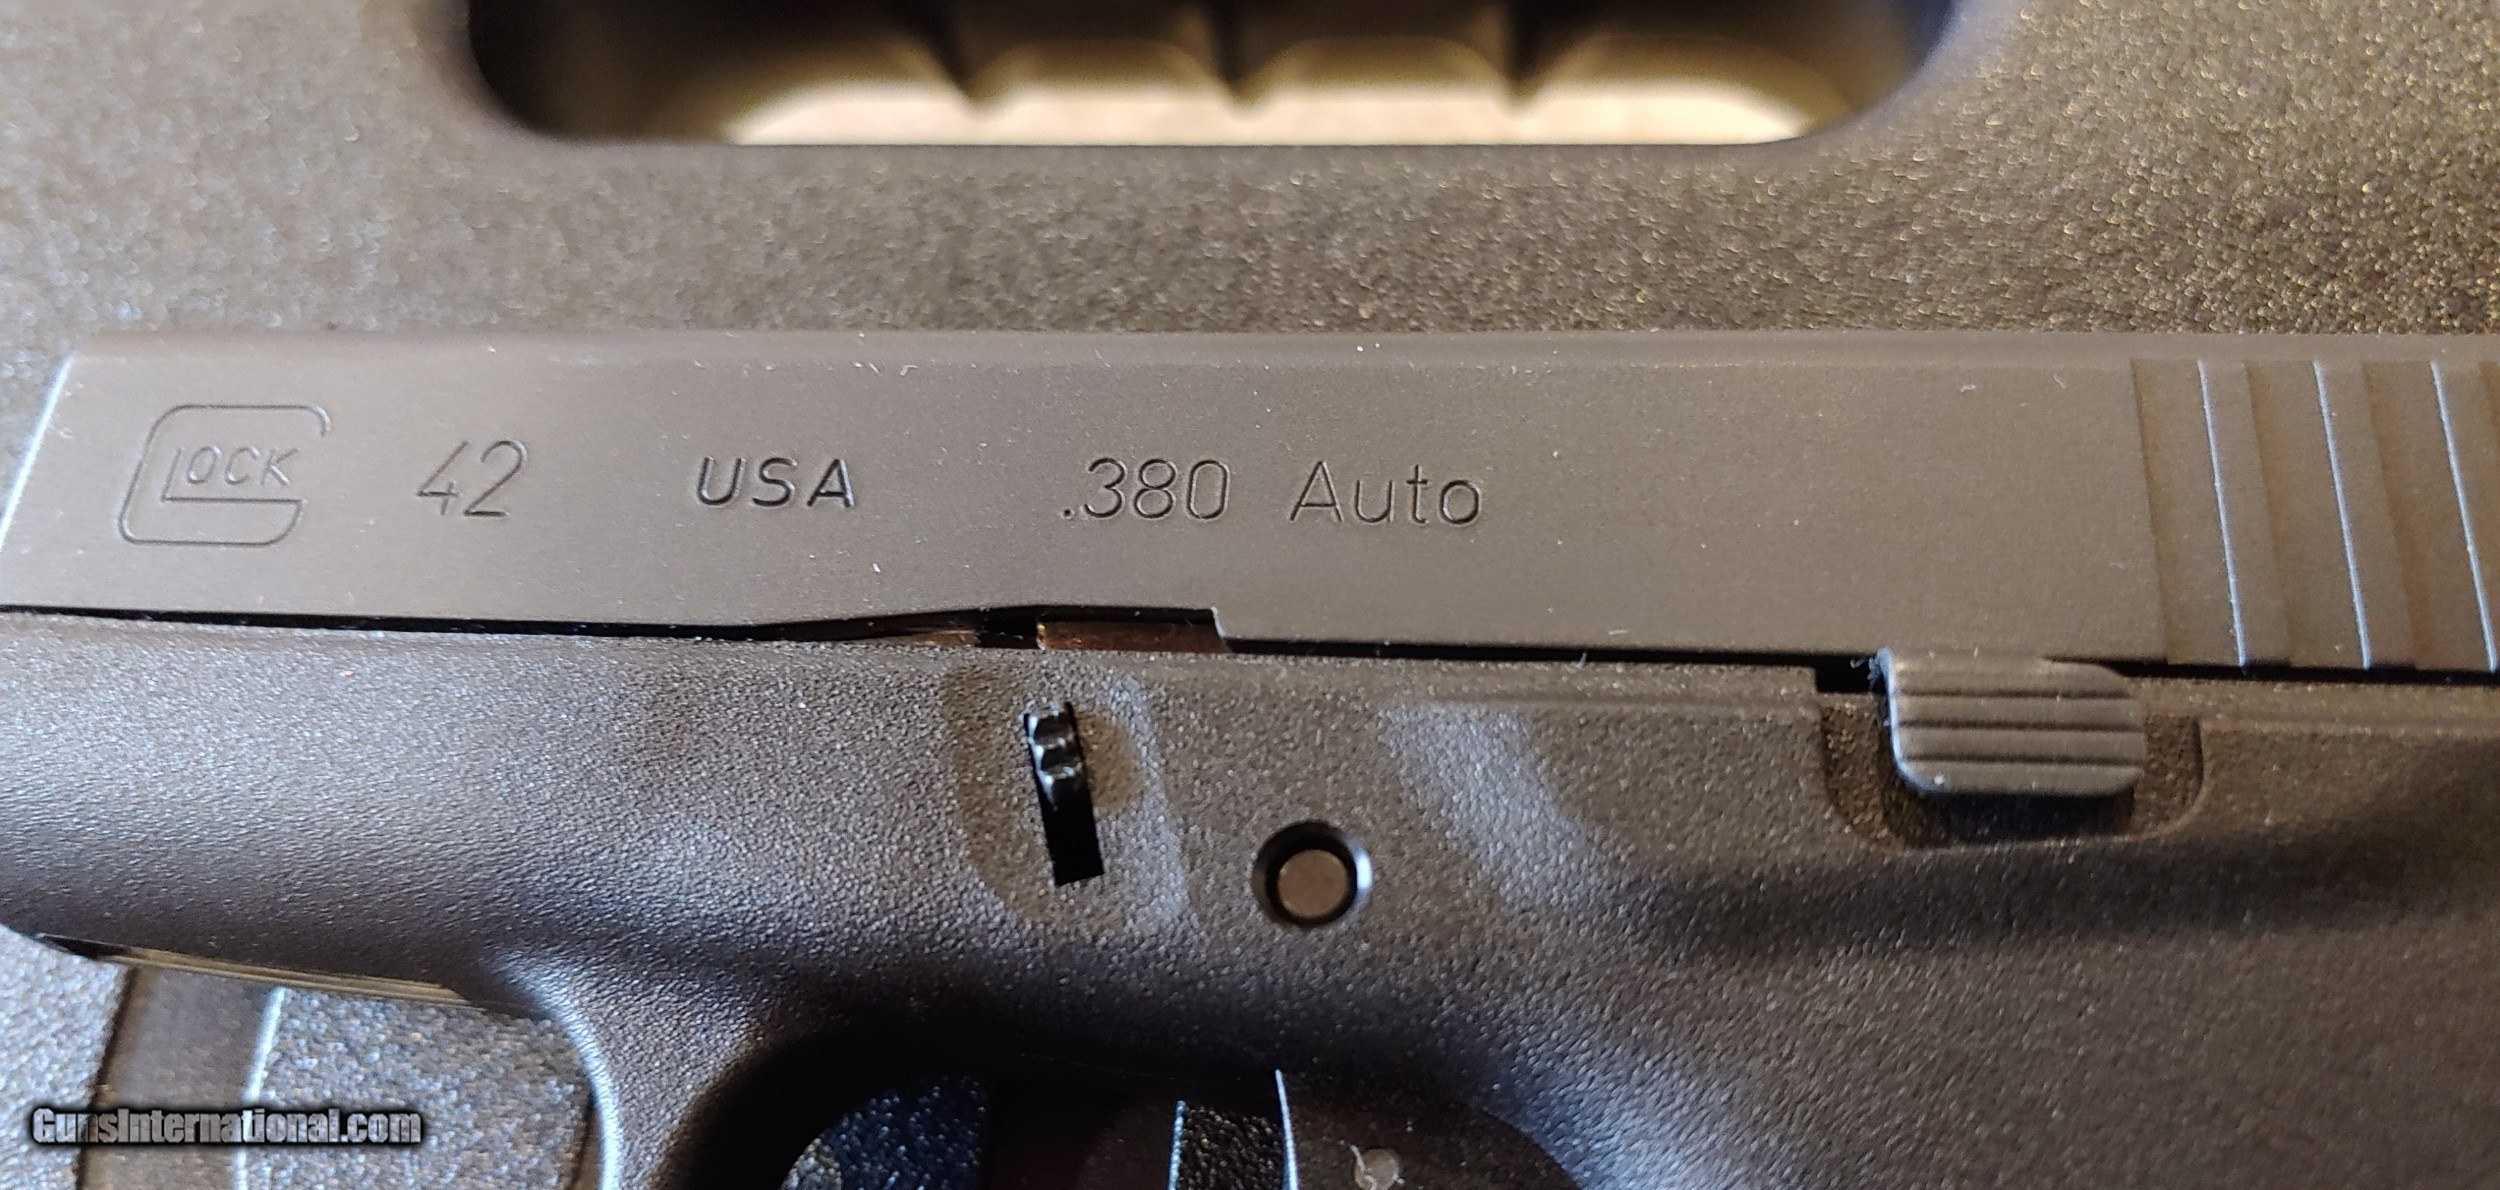 GLOCK 42 USA .380 Auto
GunsInternational.com